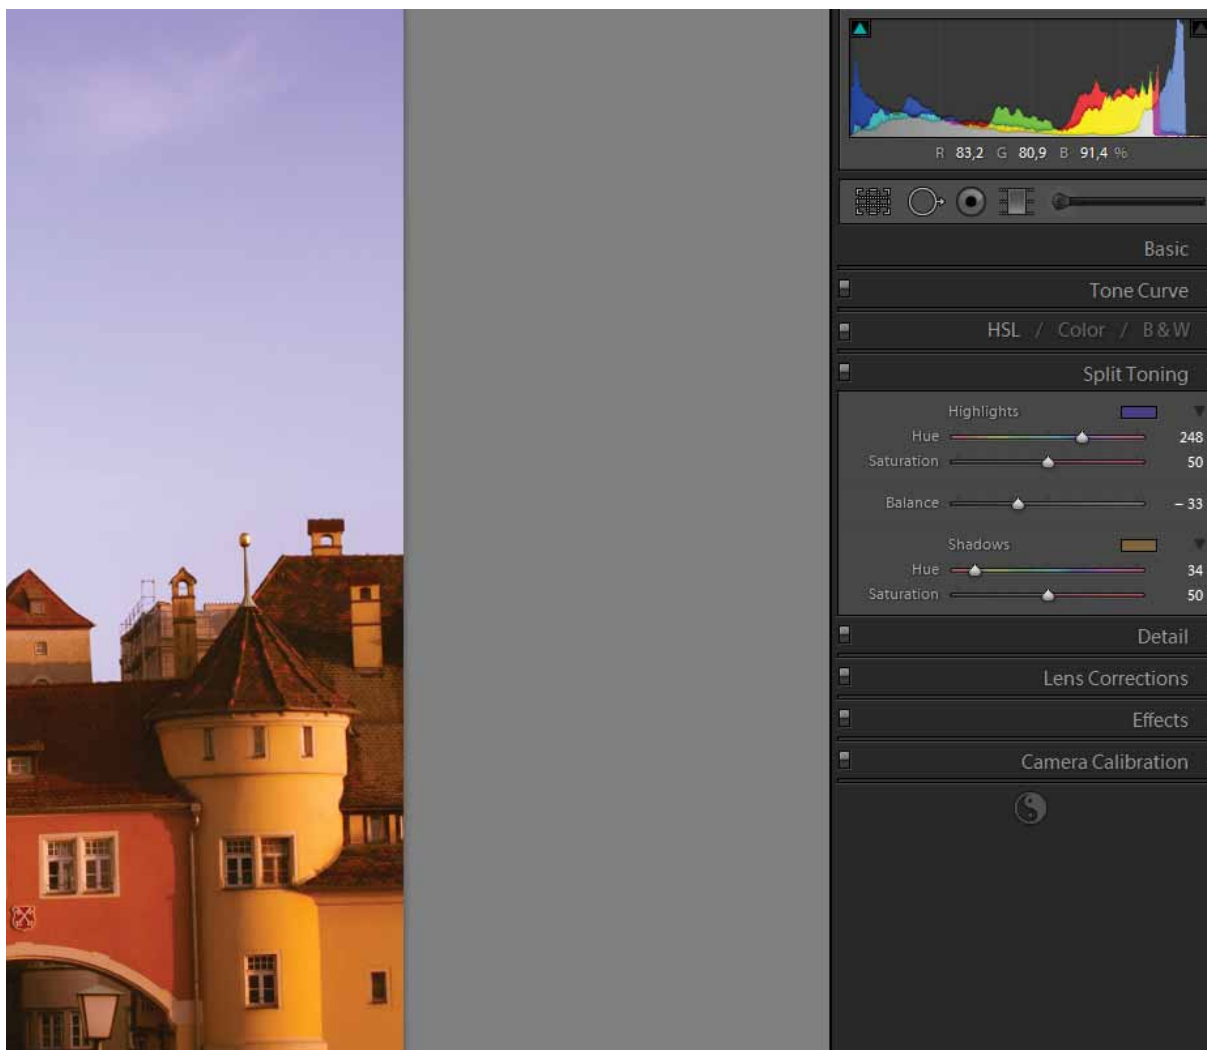 R 83,2 G 80,9 B 91,4 %
Basic
Tone Curve
HSL / Color / B & W
Split Toning
Highlights
Hue 248
Saturation 50
Balance – 33
Shadows
Hue 34
Saturation 50
Detail
Lens Corrections
Effects
Camera Calibration